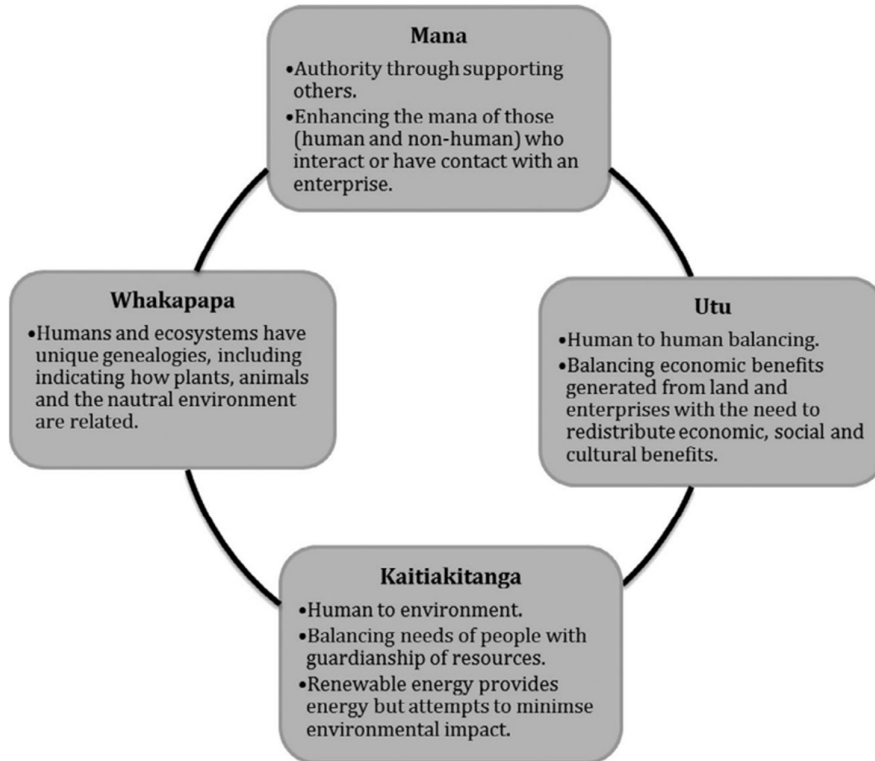 Mana
•Authority through supporting
others.
•Enhancing the mana of those
(human and non-human) who
interact or have contact with an
enterprise.
Whakapapa
•Humans and ecosystems have
unique genealogies, including
indicating how plants, animals
and the nautral environment
are related.
Utu
•Human to human balancing.
•Balancing economic benefits
generated from land and
enterprises with the need to
redistribute economic, social and
cultural benefits.
Kaitiakitanga
•Human to environment.
•Balancing needs of people with
guardianship of resources.
•Renewable energy provides
energy but attempts to minimse
environmental impact.